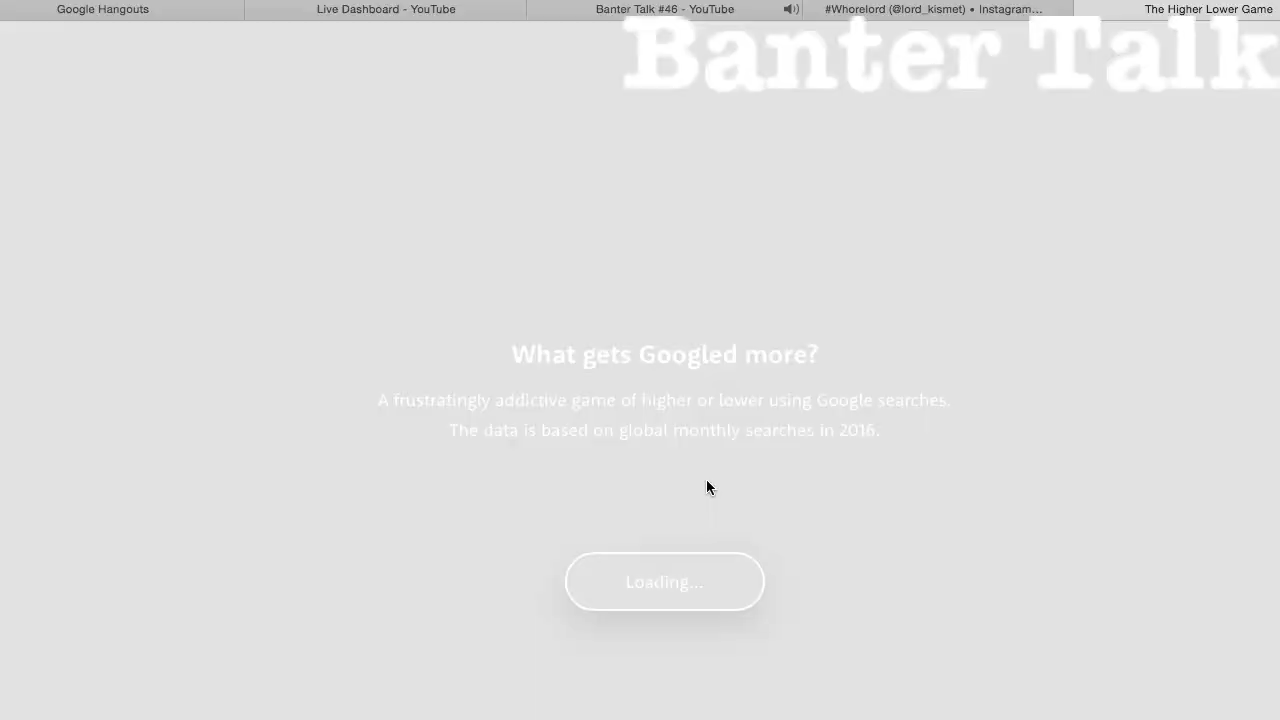 Google Hangouts
Live Dashboard - YouTube
Banter Talk #46 - YouTube
#Whorelord (@lord_kismet) • Instagram...
The Higher Lower Game
Banter Talk
What gets Googled more?
A frustratingly addictive game of higher or lower using Google searches.
The data is based on global monthly searches in 2016.
Loading...